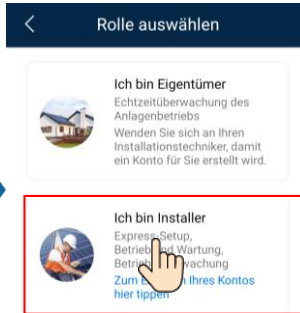 Rolle auswählen
Ich bin Eigentümer
Echtzeitüberwachung des
Anlagenbetriebs
Wenden Sie sich an Ihren
Installationstechniker, damit
ein Konto für Sie erstellt wird.
Ich bin Installer
Express-Setup,
Betrieb und Wartung,
Zum Ihres Kontos
hier tippen